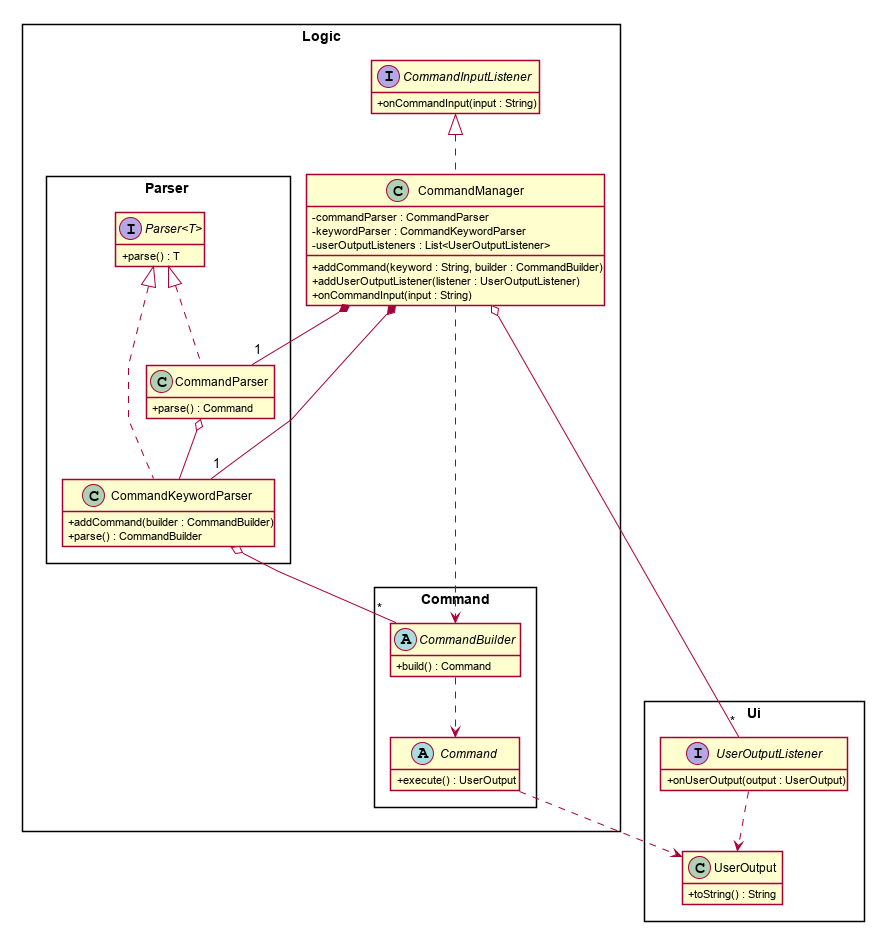 Logic
I CommandInputListener
+onCommandInput(input : String)
Parser
I Parser<T>
+parse() : T
C CommandManager
-commandParser : CommandParser
-keywordParser : CommandKeywordParser
-userOutputListeners : List<UserOutputListener>
+addCommand(keyword : String, builder : CommandBuilder)
+addUserOutputListener(listener : UserOutputListener)
+onCommandInput(input : String)
1
C CommandParser
+parse() : Command
1
C CommandKeywordParser
+addCommand(builder : CommandBuilder)
+parse() : CommandBuilder
Command
*
A CommandBuilder
+build() : Command
A Command
+execute() : UserOutput
Ui
*
I UserOutputListener
+onUserOutput(output : UserOutput)
C UserOutput
+toString() : String